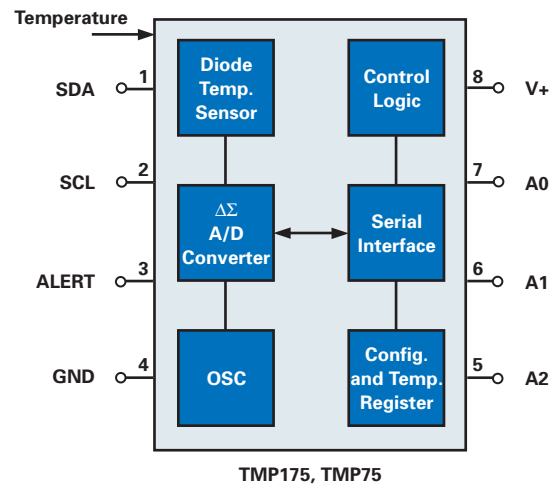 Temperature
SDA
1
SCL
2
ALERT
3
GND
4
Diode
Temp.
Sensor
ΔΣ
A/D
Converter
OSC
Control
Logic
Serial
Interface
Config.
and Temp.
Register
8
V+
7
A0
6
A1
5
A2
TMP175, TMP75